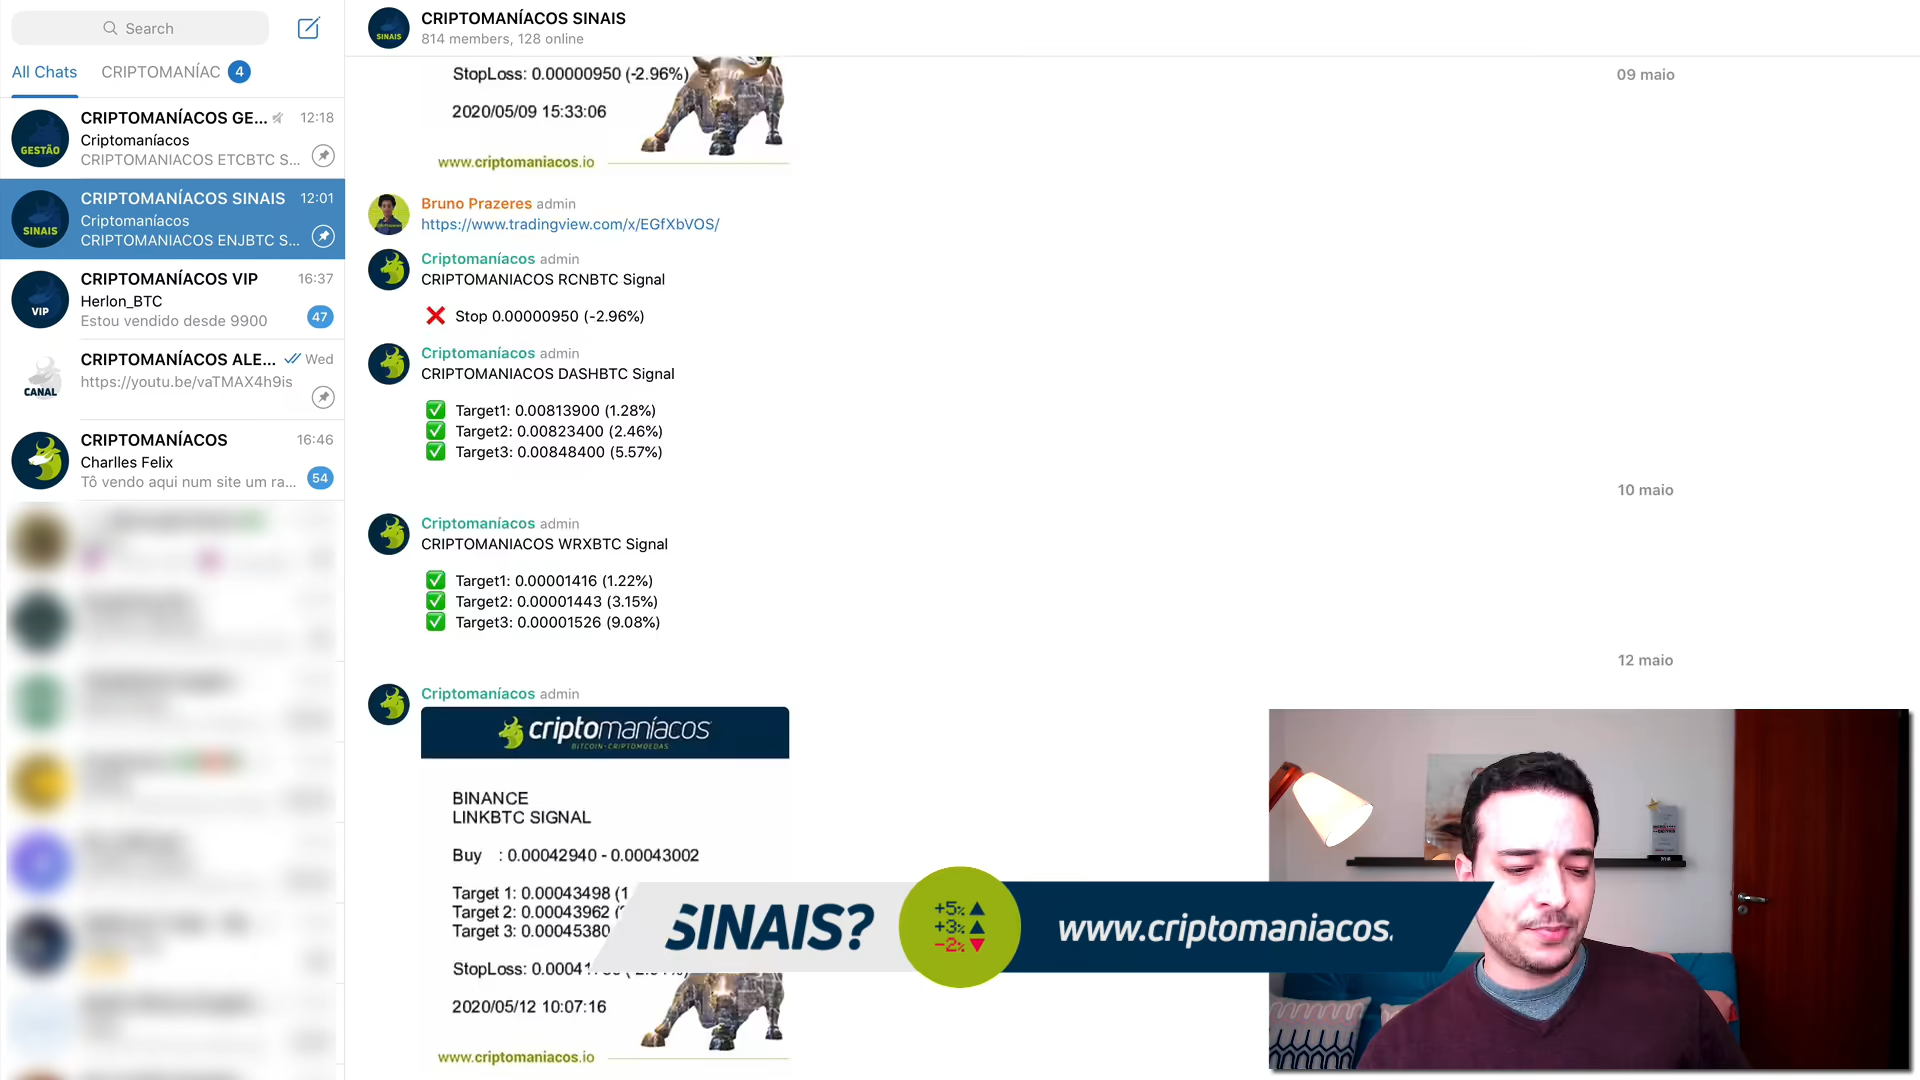 Search
All Chats
CRIPTOMANÍAC 4
CRIPTOMANÍACOS GE... 12:18
Criptomaníacos
CRIPTOMANIACOS ETCBTC S...
GESTÃO
CRIPTOMANÍACOS SINAIS 12:01
Criptomaníacos
CRIPTOMANIACOS ENJBTC S...
SINAIS
CRIPTOMANÍACOS VIP 16:37
Herlon_BTC
Estou vendido desde 9900 47
VIP
CRIPTOMANÍACOS ALE... Wed
https://youtu.be/vaTMAX4h9is
CANAL
CRIPTOMANÍACOS 16:46
Charlles Felix
Tô vendo aqui num site um ra... 54
SINAIS
CRIPTOMANÍACOS SINAIS
814 members, 128 online
09 maio
StopLoss: 0.00000950 (-2.96%)
2020/05/09 15:33:06
www.criptomaniacos.io
Bruno Prazeres admin
https://www.tradingview.com/x/EGfXbVOS/
Criptomaníacos admin
CRIPTOMANIACOS RCNBTC Signal
❌ Stop 0.00000950 (-2.96%)
Criptomaníacos admin
CRIPTOMANIACOS DASHBTC Signal
✅ Target1: 0.00813900 (1.28%)
✅ Target2: 0.00823400 (2.46%)
✅ Target3: 0.00848400 (5.57%)
10 maio
Criptomaníacos admin
CRIPTOMANIACOS WRXBTC Signal
✅ Target1: 0.00001416 (1.22%)
✅ Target2: 0.00001443 (3.15%)
✅ Target3: 0.00001526 (9.08%)
12 maio
Criptomaníacos admin
criptomaníacos
BITCOIN • CRIPTOMOEDAS
BINANCE
LINKBTC SIGNAL
Buy : 0.00042940 - 0.00043002
Target 1: 0.00043498 (1
Target 2: 0.00043962 (
Target 3: 0.00045380
StopLoss:
2020/05/12 10:07:16
www.criptomaniacos.io
SINAIS?
+5%
+3%
-2%
www.criptomaniacos.